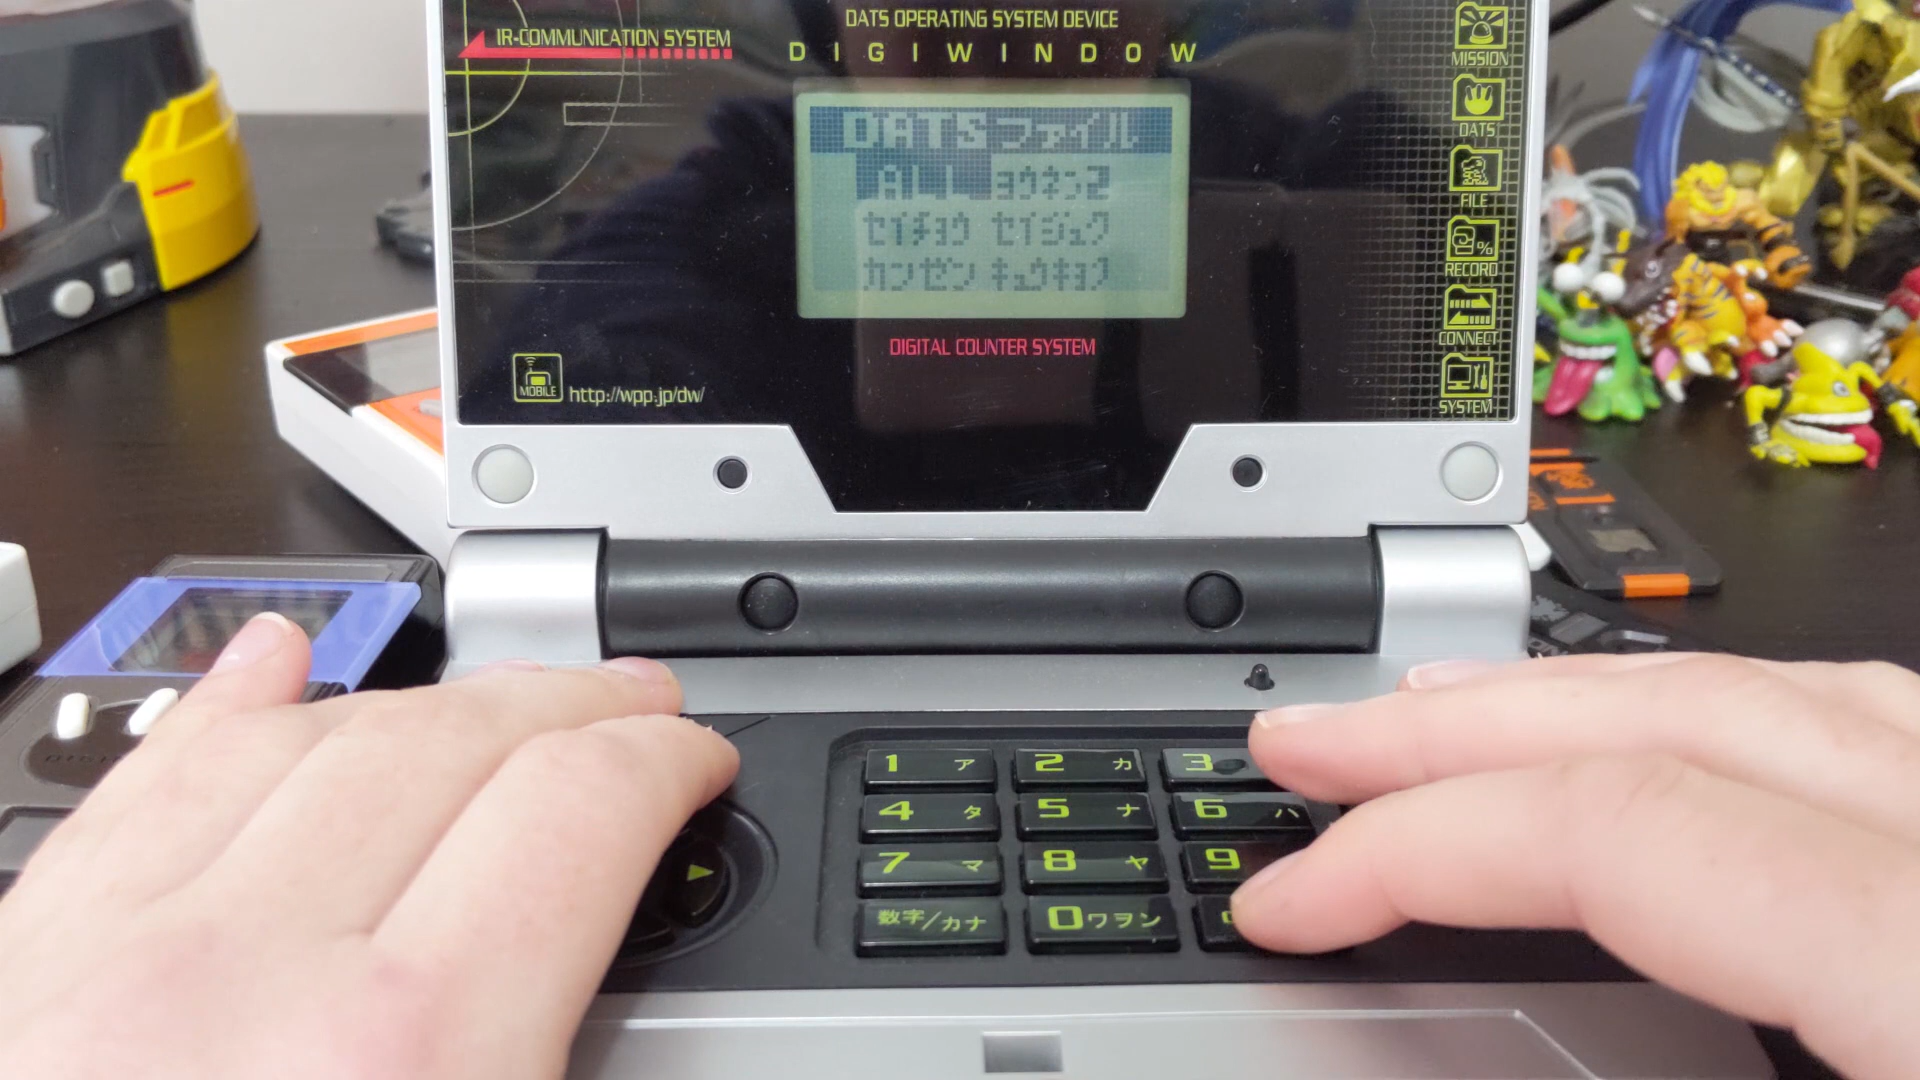 DATS OPERATING SYSTEM DEVICE
IR-COMMUNICATION SYSTEM
DIGIWINDOW
MISSION
DATS
FILE
RECORD
CONNECT
SYSTEM
DATSファイル
ALL ヨウネン2
セイチョウ セイジュク
カンゼン キュウキョク
DIGITAL COUNTER SYSTEM
MOBILE
http://wpp.jp/dw/
1 ア 2 カ 3
4 タ 5 ナ 6 ハ
7 マ 8 ヤ 9
数字/カナ 0ワヲン